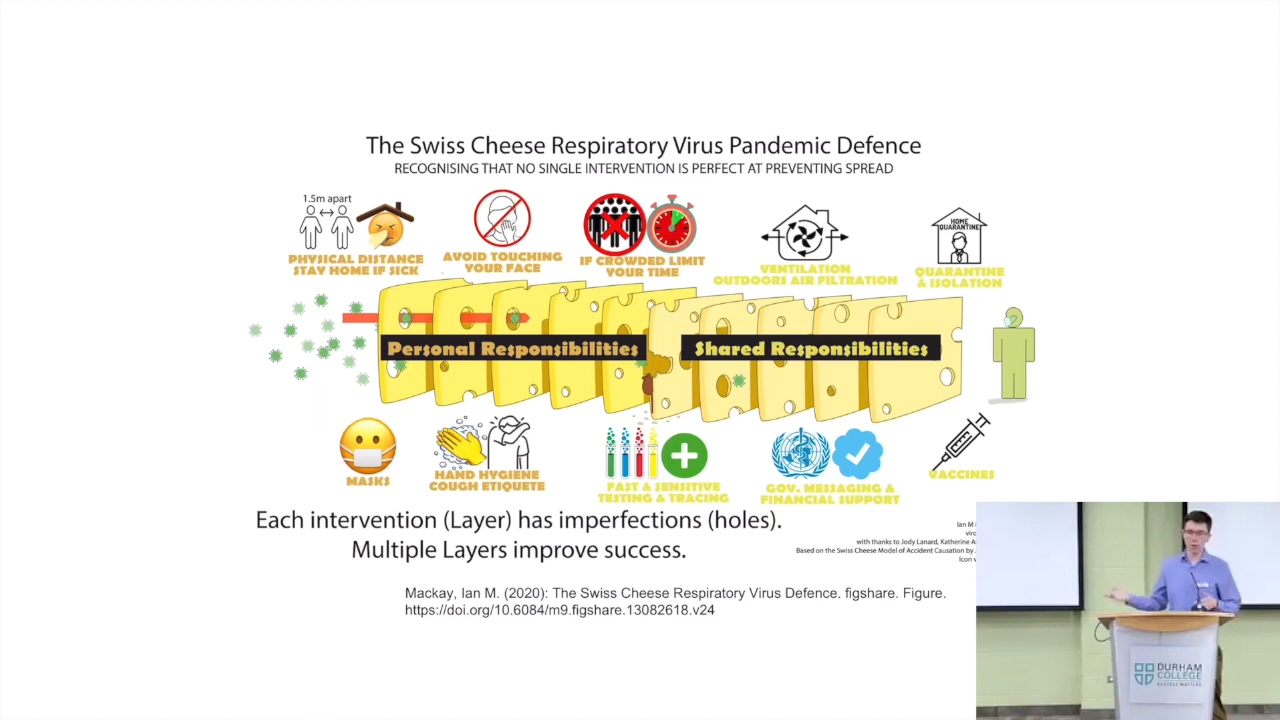 The Swiss Cheese Respiratory Virus Pandemic Defence
RECOGNISING THAT NO SINGLE INTERVENTION IS PERFECT AT PREVENTING SPREAD
1.5m apart
PHYSICAL DISTANCE
STAY HOME IF SICK
AVOID TOUCHING
YOUR FACE
IF CROWDED LIMIT
YOUR TIME
VENTILATION
OUTDOORS AIR FILTRATION
HOME
QUARANTINE
QUARANTINE
& ISOLATION
Personal Responsibilities
Shared Responsibilities
MASKS
HAND HYGIENE
COUGH ETIQUETE
FAST & SENSITIVE
TESTING & TRACING
GOV. MESSAGING &
FINANCIAL SUPPORT
VACCINES
Each intervention (Layer) has imperfections (holes).
Multiple Layers improve success.
Ian M
with thanks to Jody Lanard, Katherine A
Based on the Swiss Cheese Model of Accident Causation by
Icon
Mackay, Ian M. (2020): The Swiss Cheese Respiratory Virus Defence. figshare. Figure.
https://doi.org/10.6084/m9.figshare.13082618.v24
DURHAM
COLLEGE
SUCCESS MATTERS